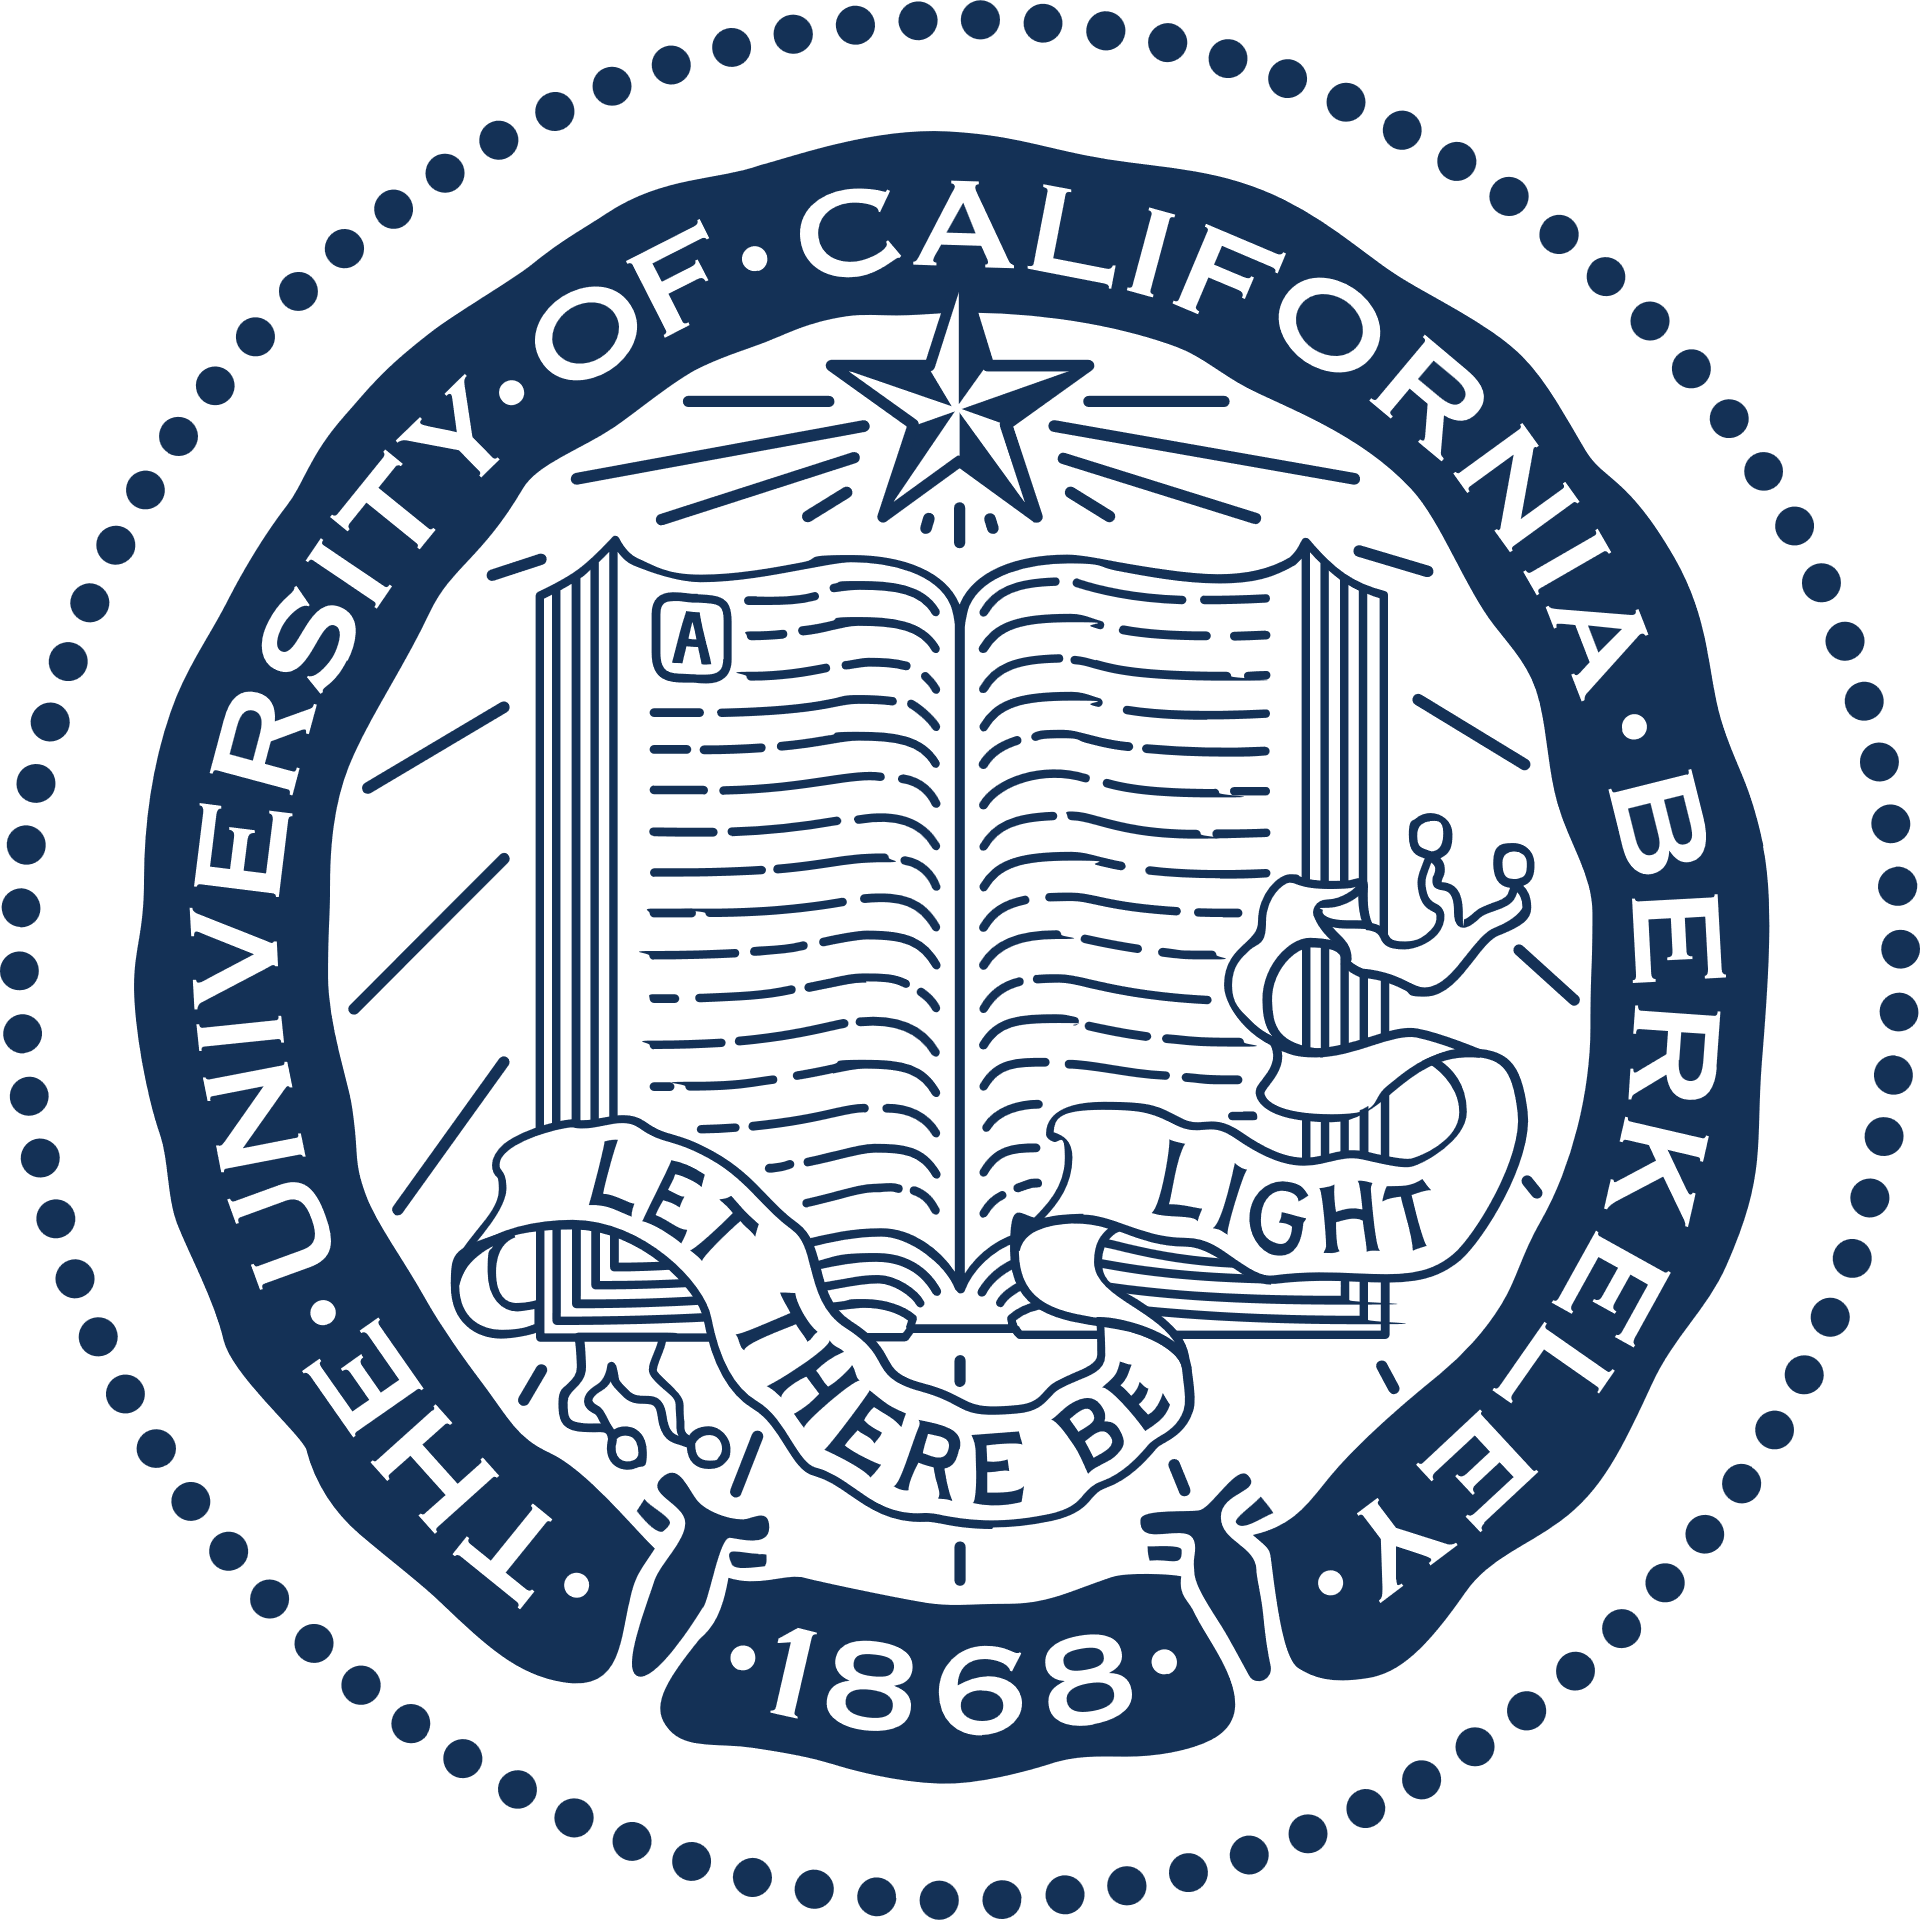 · THE · UNIVERSITY · OF · CALIFORNIA · BERKELEY ·
A
LET THERE BE LIGHT
· 1868 ·